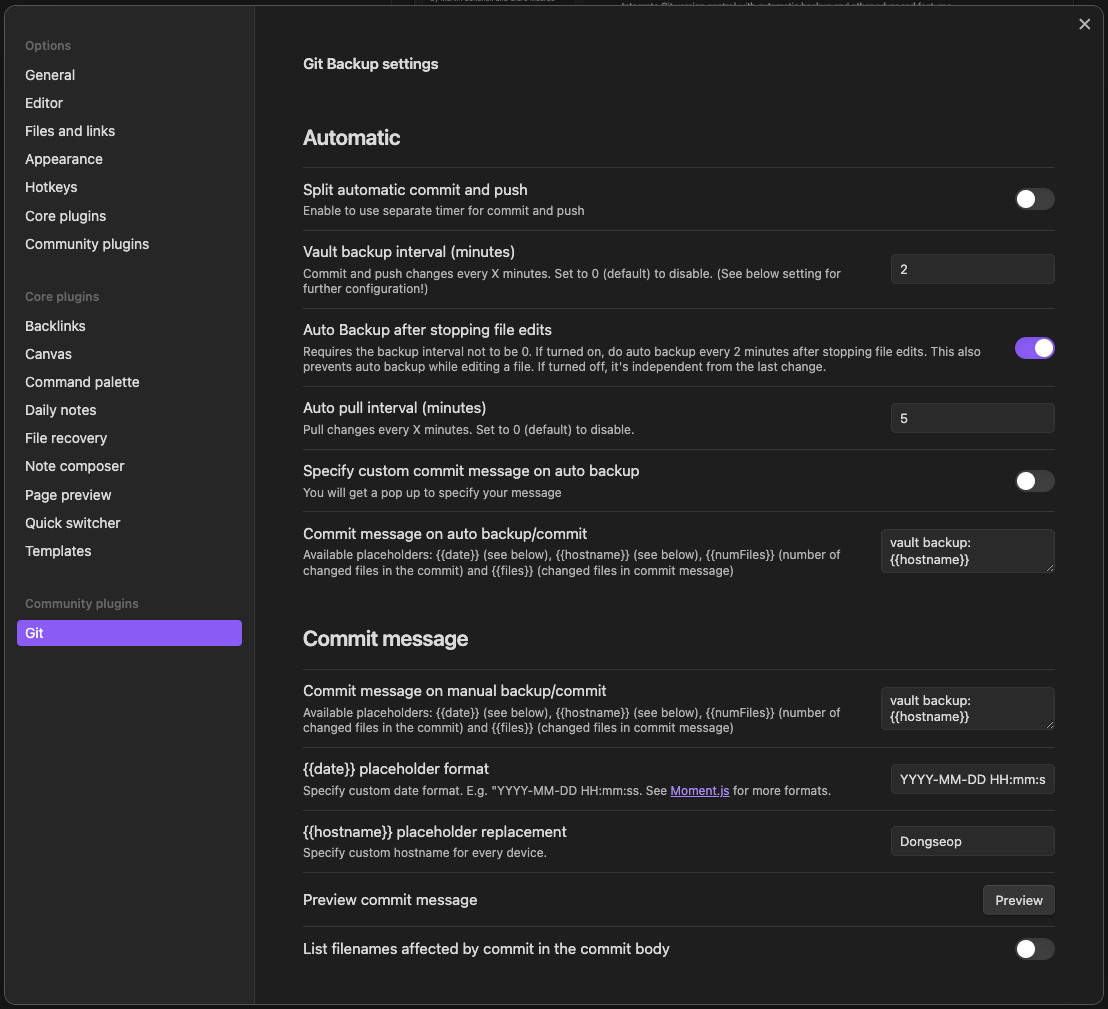 Options
General
Editor
Files and links
Appearance
Hotkeys
Core plugins
Community plugins
Core plugins
Backlinks
Canvas
Command palette
Daily notes
File recovery
Note composer
Page preview
Quick switcher
Templates
Community plugins
Git
Git Backup settings
Automatic
Split automatic commit and push
Enable to use separate timer for commit and push
Vault backup interval (minutes)
Commit and push changes every X minutes. Set to 0 (default) to disable. (See below setting for
further configuration!)
2
Auto Backup after stopping file edits
Requires the backup interval not to be 0. If turned on, do auto backup every 2 minutes after stopping file edits. This also
prevents auto backup while editing a file. If turned off, it's independent from the last change.
Auto pull interval (minutes)
Pull changes every X minutes. Set to 0 (default) to disable.
5
Specify custom commit message on auto backup
You will get a pop up to specify your message
Commit message on auto backup/commit
Available placeholders: {{date}} (see below), {{hostname}} (see below), {{numFiles}} (number of
changed files in the commit) and {{files}} (changed files in commit message)
vault backup:
{{hostname}}
Commit message
Commit message on manual backup/commit
Available placeholders: {{date}} (see below), {{hostname}} (see below), {{numFiles}} (number of
changed files in the commit) and {{files}} (changed files in commit message)
vault backup:
{{hostname}}
{{date}} placeholder format
Specify custom date format. E.g. "YYYY-MM-DD HH:mm:ss. See Moment.js for more formats.
YYYY-MM-DD HH:mm:s
{{hostname}} placeholder replacement
Specify custom hostname for every device.
Dongseop
Preview commit message
Preview
List filenames affected by commit in the commit body